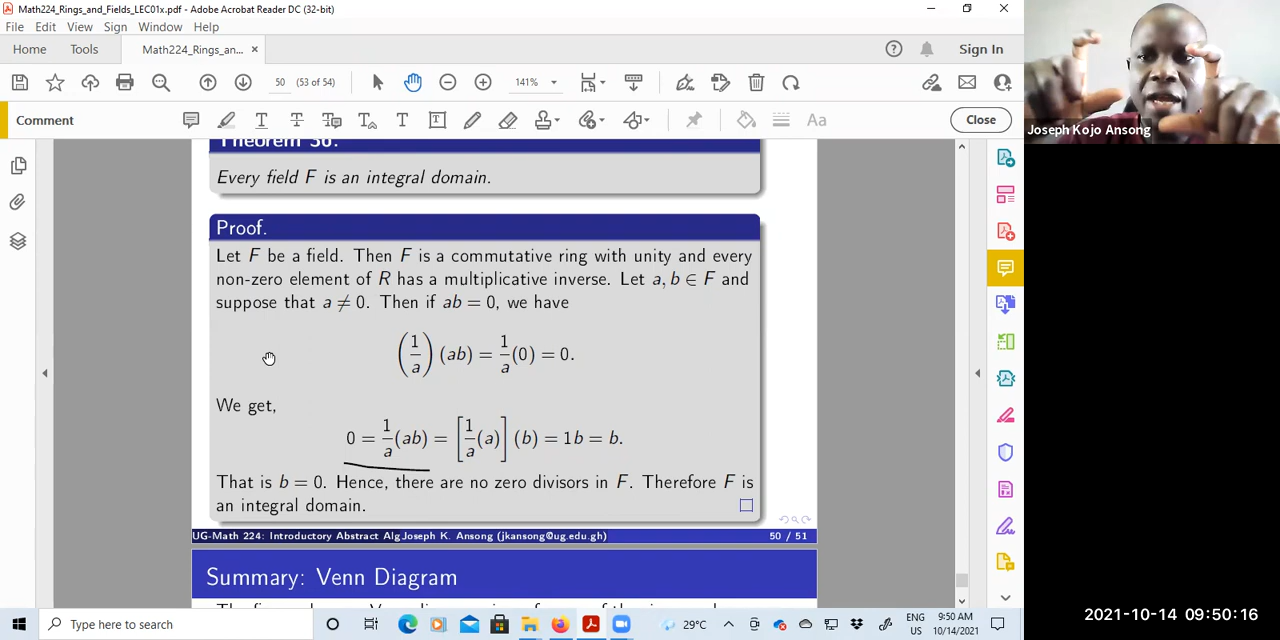 Math224_Rings_and_Fields_LEC01x.pdf - Adobe Acrobat Reader DC (32-bit)
File Edit View Sign Window Help
Home Tools Math224_Rings_an... × Sign In
50 (53 of 54) 141%
Comment Close
Joseph Kojo Ansong
Theorem 36.
Every field F is an integral domain.
Proof.
Let F be a field. Then F is a commutative ring with unity and every
non-zero element of R has a multiplicative inverse. Let a, b ∈ F and
suppose that a ≠ 0. Then if ab = 0, we have
(1/a) (ab) = 1/a (0) = 0.
We get,
0 = 1/a (ab) = [1/a (a)] (b) = 1b = b.
That is b = 0. Hence, there are no zero divisors in F. Therefore F is
an integral domain.
UG-Math 224: Introductory Abstract Alg Joseph K. Ansong (jkansong@ug.edu.gh) 50 / 51
Summary: Venn Diagram
Type here to search
29°C
ENG
US
9:50 AM
10/14/2021
2021-10-14 09:50:16